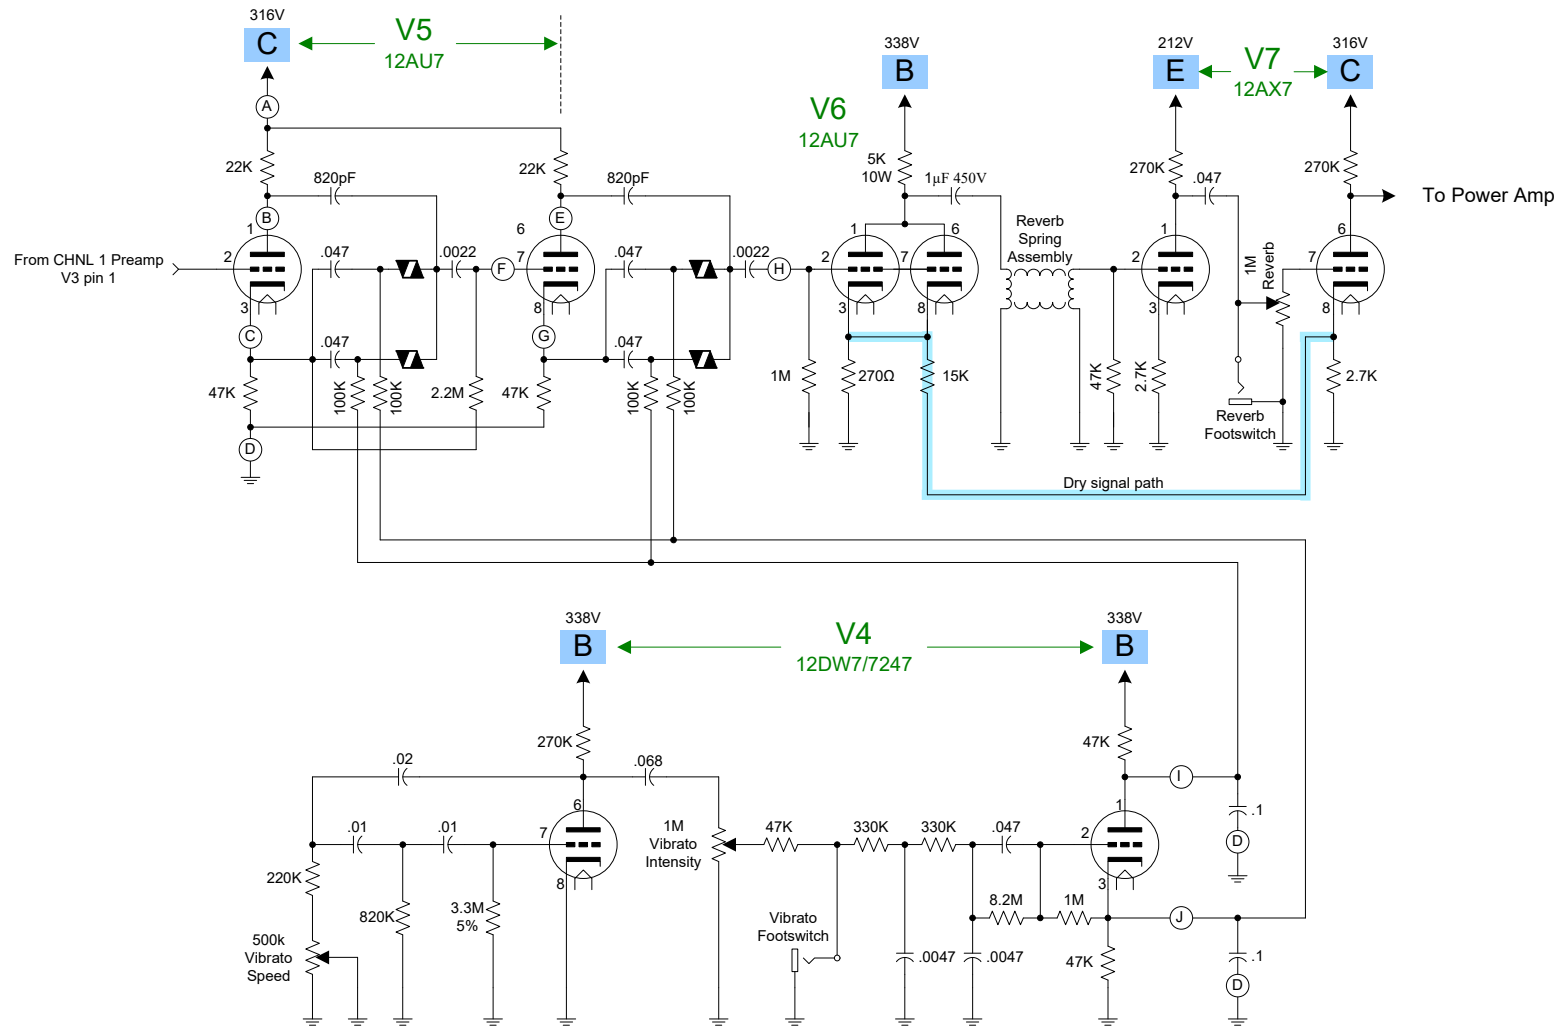 316V
C
V5
12AU7
338V
B
212V
E
V7
12AX7
316V
C
V6
12AU7
A
22K
820pF
22K
820pF
5K
10W
1µF 450V
270K
.047
270K
To Power Amp
B
1
E
6
1
6
Reverb
Spring
Assembly
1
1M
Reverb
6
From CHNL 1 Preamp
V3 pin 1
2
.047
.0022
F
7
.047
.0022
H
2
7
2
7
3
8
3
8
3
8
C
.047
G
.047
47K
100K
100K
2.2M
47K
100K
100K
1M
270Ω
15K
47K
2.7K
2.7K
Reverb
Footswitch
D
Dry signal path
338V
B
V4
12DW7/7247
338V
B
270K
47K
.02
.068
I
6
1
.1
.01
.01
7
1M
Vibrato
Intensity
47K
330K
330K
.047
2
D
220K
8
3
820K
3.3M
5%
8.2M
1M
J
Vibrato
Footswitch
500k
Vibrato
Speed
.0047
.0047
47K
.1
D